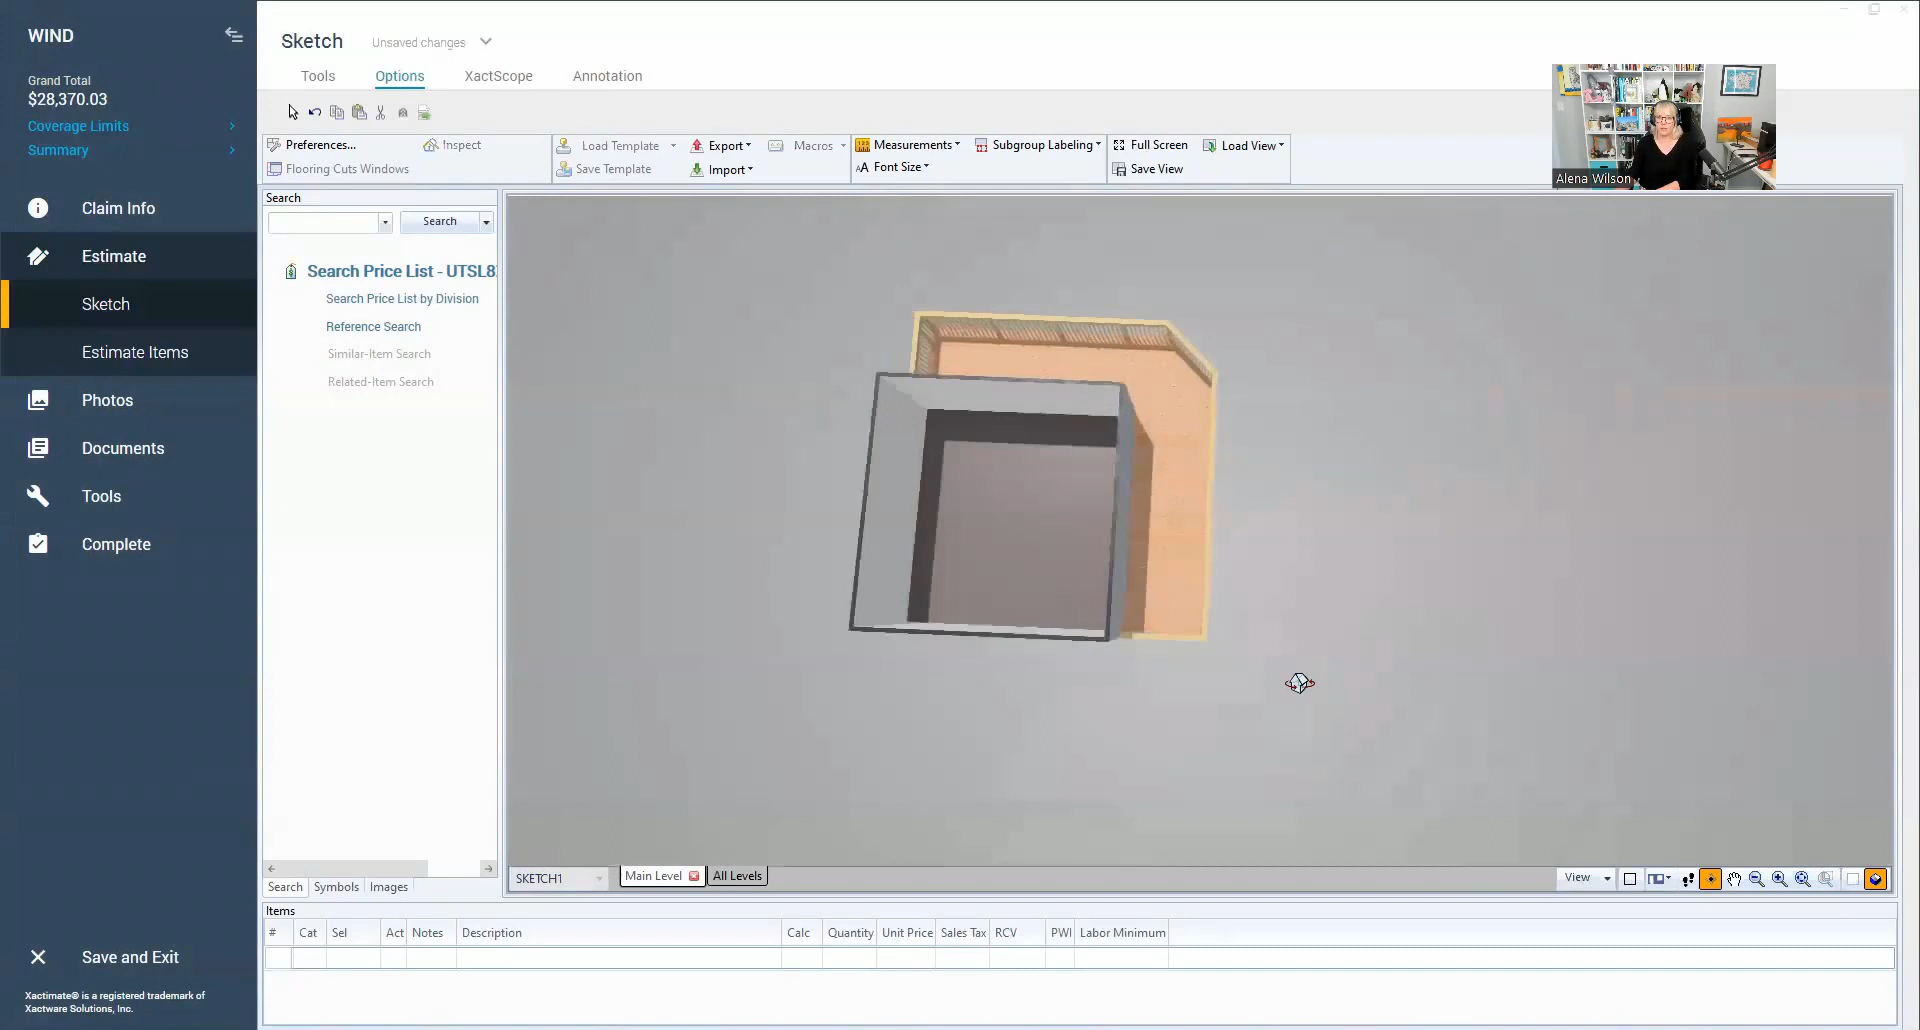 WIND
Grand Total
$28,370.03
Coverage Limits
Summary
Claim Info
Estimate
Sketch
Estimate Items
Photos
Documents
Tools
Complete
Save and Exit
Xactimate® is a registered trademark of
Xactware Solutions, Inc.
Sketch Unsaved changes
Tools Options XactScope Annotation
Preferences... Inspect Load Template Export Macros Measurements Subgroup Labeling Full Screen Load View
Flooring Cuts Windows Save Template Import Font Size Save View
Alena Wilson
Search
Search
Search Price List - UTSL8
Search Price List by Division
Reference Search
Similar-Item Search
Related-Item Search
Search Symbols Images
SKETCH1 Main Level All Levels View
Items
# Cat Sel Act Notes Description Calc Quantity Unit Price Sales Tax RCV PWI Labor Minimum